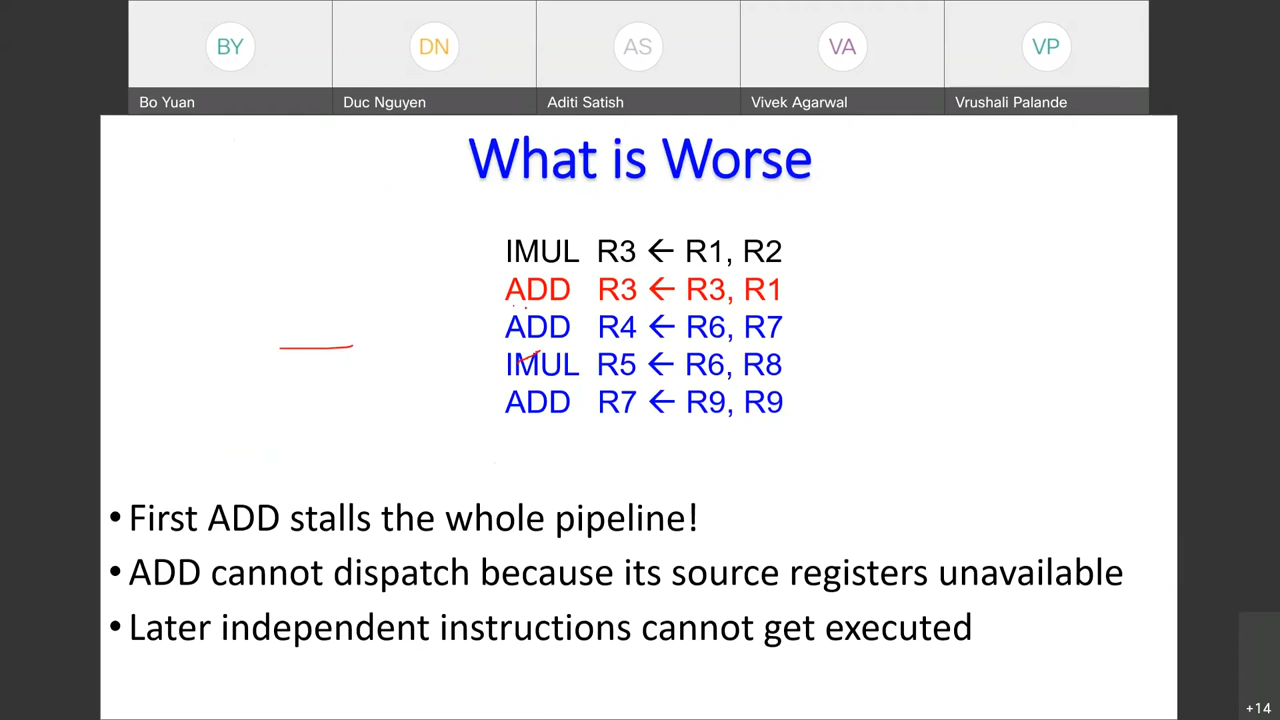 BY DN AS VA VP
Bo Yuan Duc Nguyen Aditi Satish Vivek Agarwal Vrushali Palande
What is Worse
IMUL R3 ← R1, R2
ADD R3 ← R3, R1
ADD R4 ← R6, R7
IMUL R5 ← R6, R8
ADD R7 ← R9, R9
• First ADD stalls the whole pipeline!
• ADD cannot dispatch because its source registers unavailable
• Later independent instructions cannot get executed
+14